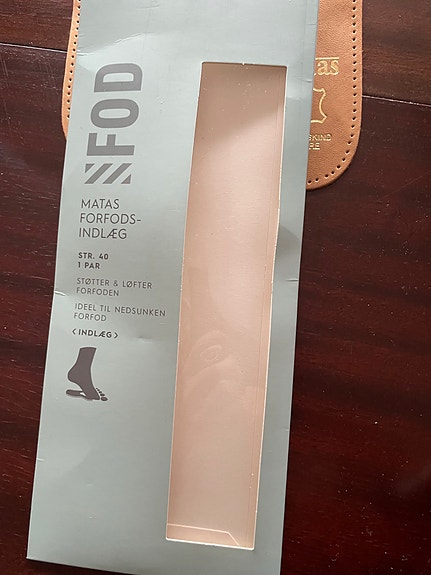 FOD
MATAS
FORFODS-
INDLÆG
STR. 40
1 PAR
STØTTER & LØFTER
FORFODEN
IDEEL TIL NEDSUNKEN
FORFOD
< INDLÆG >